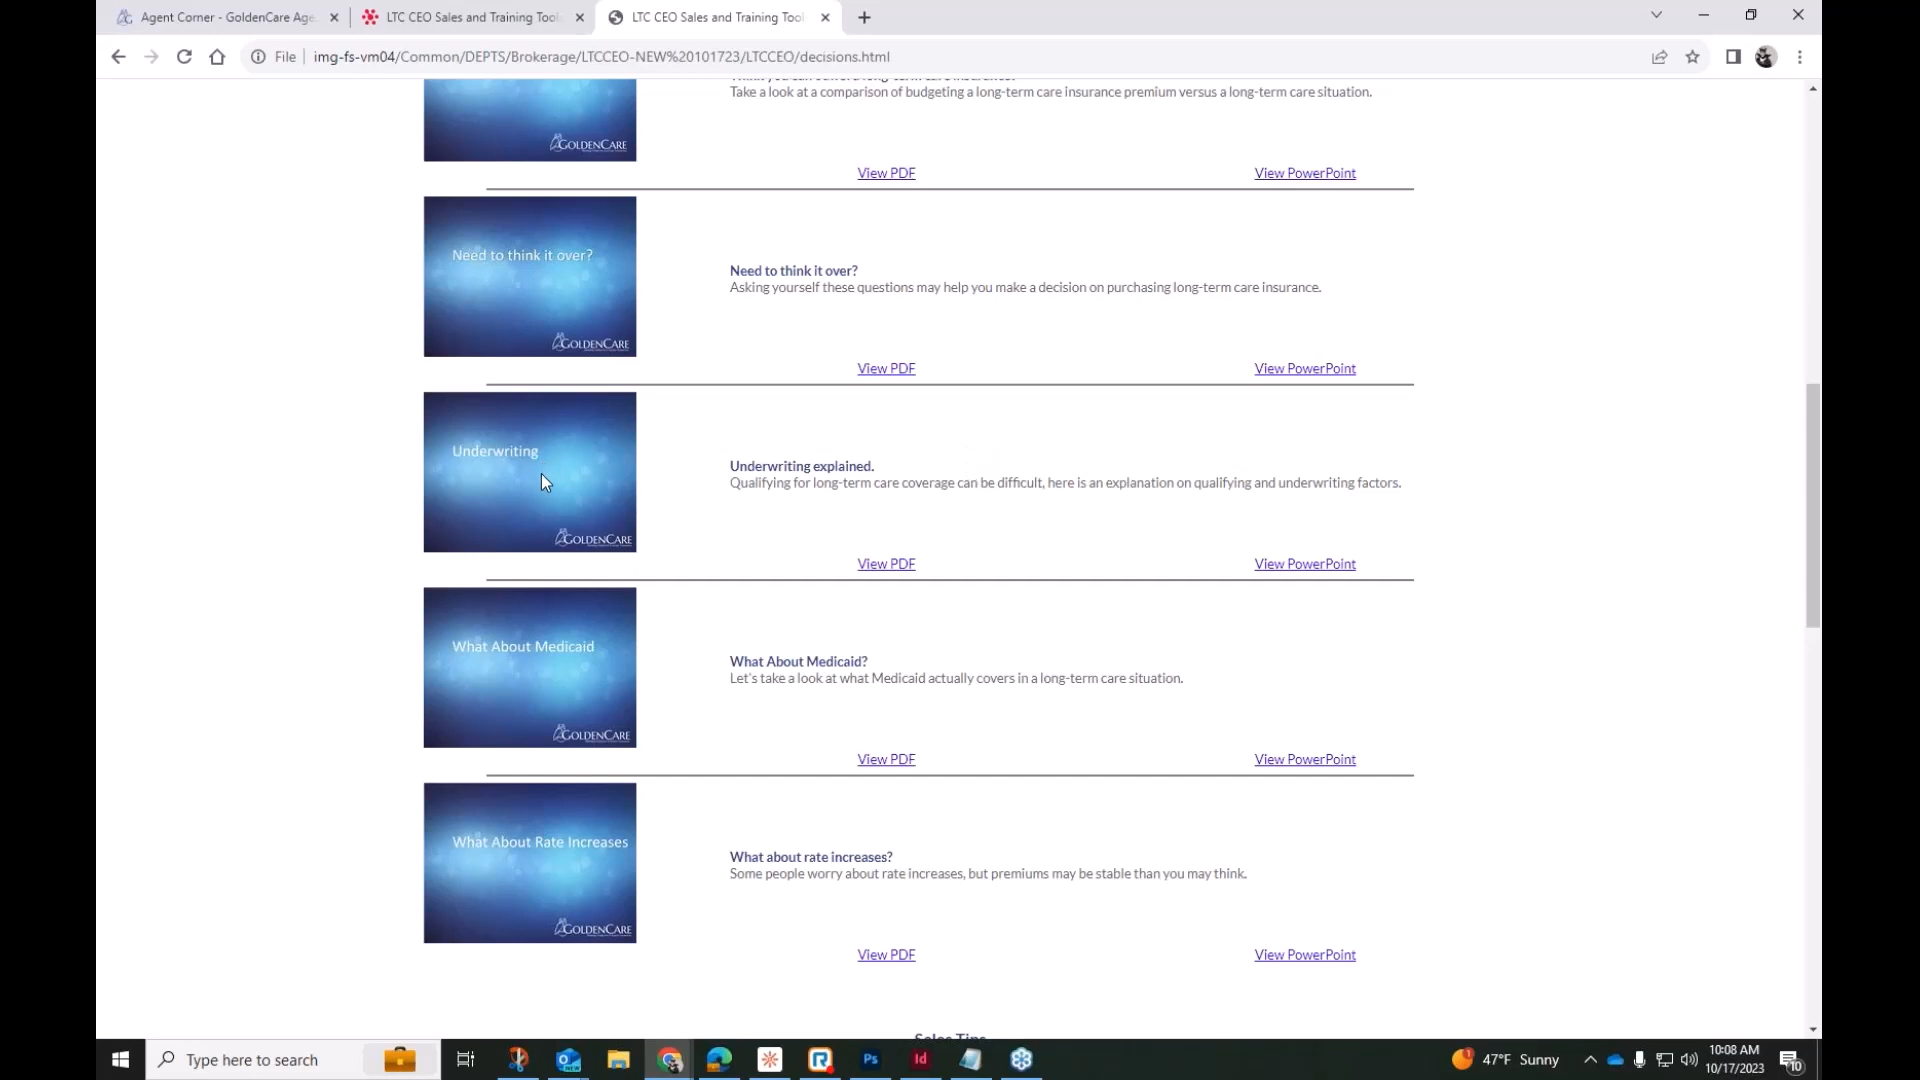 Agent Corner - GoldenCare Age
LTC CEO Sales and Training Tool
LTC CEO Sales and Training Tool
File
img-fs-vm04/Common/DEPTS/Brokerage/LTCCEO-NEW%20101723/LTCCEO/decisions.html
Take a look at a comparison of budgeting a long-term care insurance premium versus a long-term care situation.
GOLDENCARE
View PDF
View PowerPoint
Need to think it over?
GOLDENCARE
Need to think it over?
Asking yourself these questions may help you make a decision on purchasing long-term care insurance.
View PDF
View PowerPoint
Underwriting
GOLDENCARE
Underwriting explained.
Qualifying for long-term care coverage can be difficult, here is an explanation on qualifying and underwriting factors.
View PDF
View PowerPoint
What About Medicaid
GOLDENCARE
What About Medicaid?
Let's take a look at what Medicaid actually covers in a long-term care situation.
View PDF
View PowerPoint
What About Rate Increases
GOLDENCARE
What about rate increases?
Some people worry about rate increases, but premiums may be stable than you may think.
View PDF
View PowerPoint
Sales Tips
Type here to search
NEW
Ps
Id
47°F Sunny
10:08 AM
10/17/2023
10